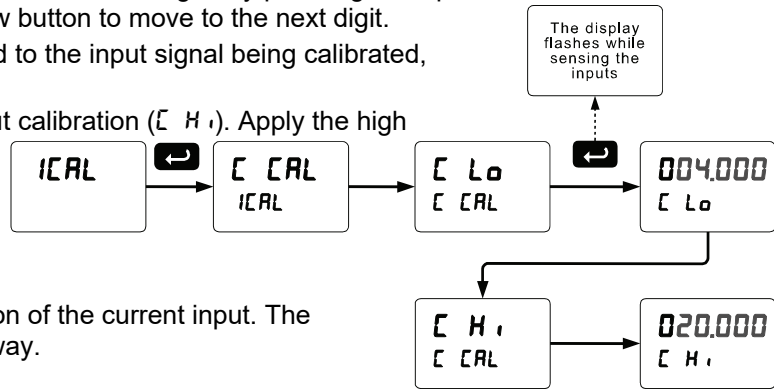 w button to move to the next digit.
d to the input signal being calibrated,
ut calibration (C Hi). Apply the high
The display
flashes while
sensing the
inputs
ICAL
C CAL
ICAL
C Lo
C CAL
004.000
C Lo
C Hi
C CAL
020.000
C Hi
on of the current input. The
way.